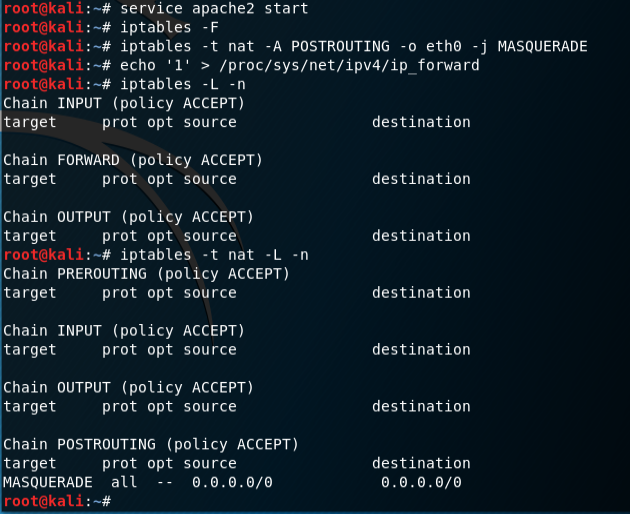 root@kali:~# service apache2 start
root@kali:~# iptables -F
root@kali:~# iptables -t nat -A POSTROUTING -o eth0 -j MASQUERADE
root@kali:~# echo '1' > /proc/sys/net/ipv4/ip_forward
root@kali:~# iptables -L -n
Chain INPUT (policy ACCEPT)
target     prot opt source               destination
Chain FORWARD (policy ACCEPT)
target     prot opt source               destination
Chain OUTPUT (policy ACCEPT)
target     prot opt source               destination
root@kali:~# iptables -t nat -L -n
Chain PREROUTING (policy ACCEPT)
target     prot opt source               destination
Chain INPUT (policy ACCEPT)
target     prot opt source               destination
Chain OUTPUT (policy ACCEPT)
target     prot opt source               destination
Chain POSTROUTING (policy ACCEPT)
target     prot opt source               destination
MASQUERADE  all  --  0.0.0.0/0            0.0.0.0/0
root@kali:~#